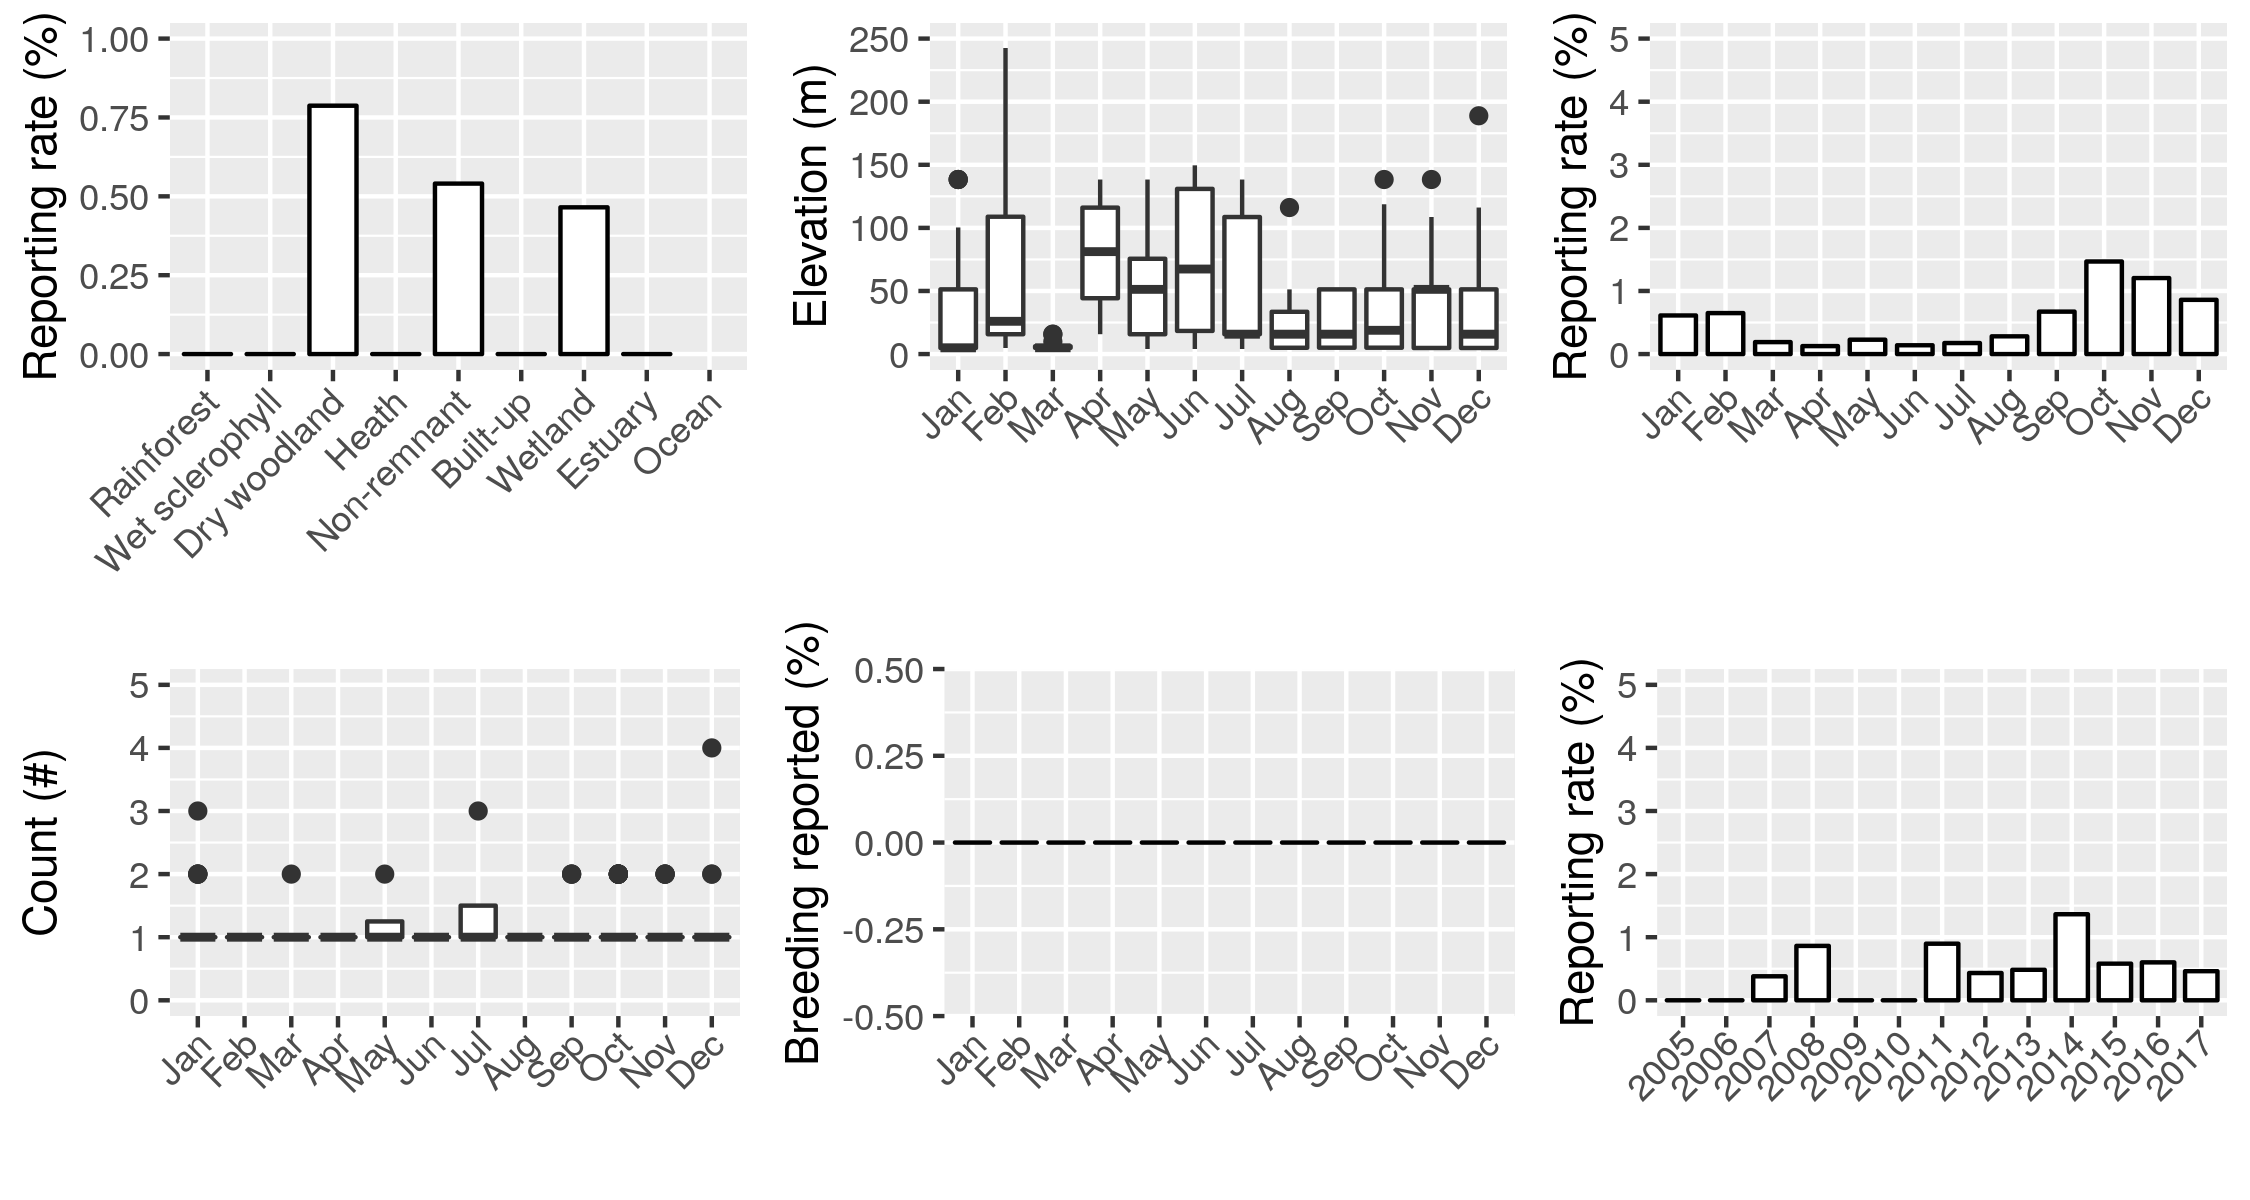 Reporting rate (%)
1.00
0.75
0.50
0.25
0.00
Rainforest
Wet sclerophyll
Dry woodland
Heath
Non-remnant
Built-up
Wetland
Estuary
Ocean
Elevation (m)
250
200
150
100
50
0
Jan
Feb
Mar
Apr
May
Jun
Jul
Aug
Sep
Oct
Nov
Dec
Reporting rate (%)
5
4
3
2
1
0
Jan
Feb
Mar
Apr
May
Jun
Jul
Aug
Sep
Oct
Nov
Dec
Count (#)
5
4
3
2
1
0
Jan
Feb
Mar
Apr
May
Jun
Jul
Aug
Sep
Oct
Nov
Dec
Breeding reported (%)
0.50
0.25
0.00
-0.25
-0.50
Jan
Feb
Mar
Apr
May
Jun
Jul
Aug
Sep
Oct
Nov
Dec
Reporting rate (%)
5
4
3
2
1
0
2005
2006
2007
2008
2009
2010
2011
2012
2013
2014
2015
2016
2017